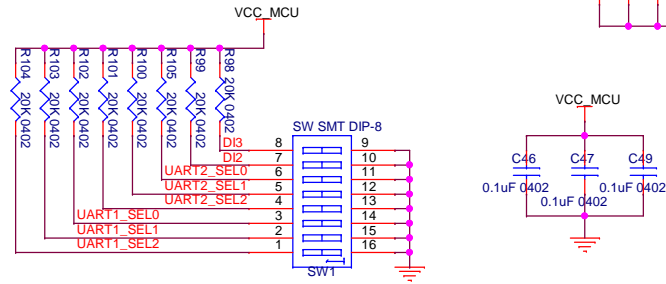 VCC_MCU
R104 20K 0402
R103 20K 0402
R102 20K 0402
R101 20K 0402
R100 20K 0402
R105 20K 0402
R99 20K 0402
R98 20K 0402
SW SMT DIP-8
DI3 8 9
DI2 7 10
UART2_SEL0 6 11
UART2_SEL1 5 12
UART2_SEL2 4 13
UART1_SEL0 3 14
UART1_SEL1 2 15
UART1_SEL2 1 16
SW1
VCC_MCU
C46 C47 C49
0.1uF 0402 0.1uF 0402 0.1uF 0402